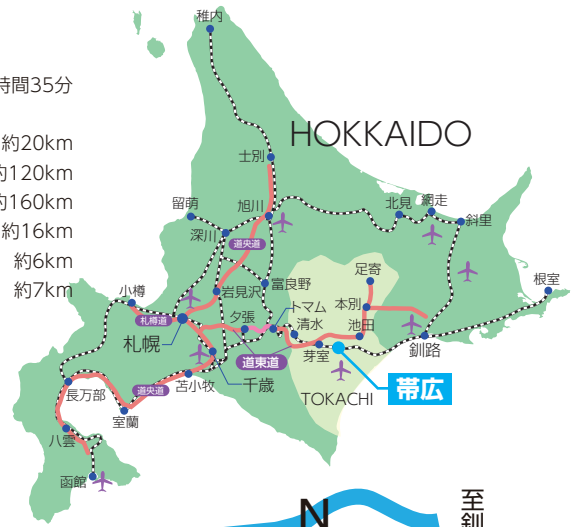 稚内
時間35分
HOKKAIDO
約20km
約120km
約160km
約16km
約6km
約7km
士別
留萌
旭川
北見
網走
斜里
深川
道央道
足寄
根室
小樽
岩見沢
富良野
トマム
本別
札樽道
夕張
清水
池田
札幌
道東道
芽室
釧路
千歳
帯広
苫小牧
道央道
TOKACHI
長万部
室蘭
八雲
函館
N
至釧